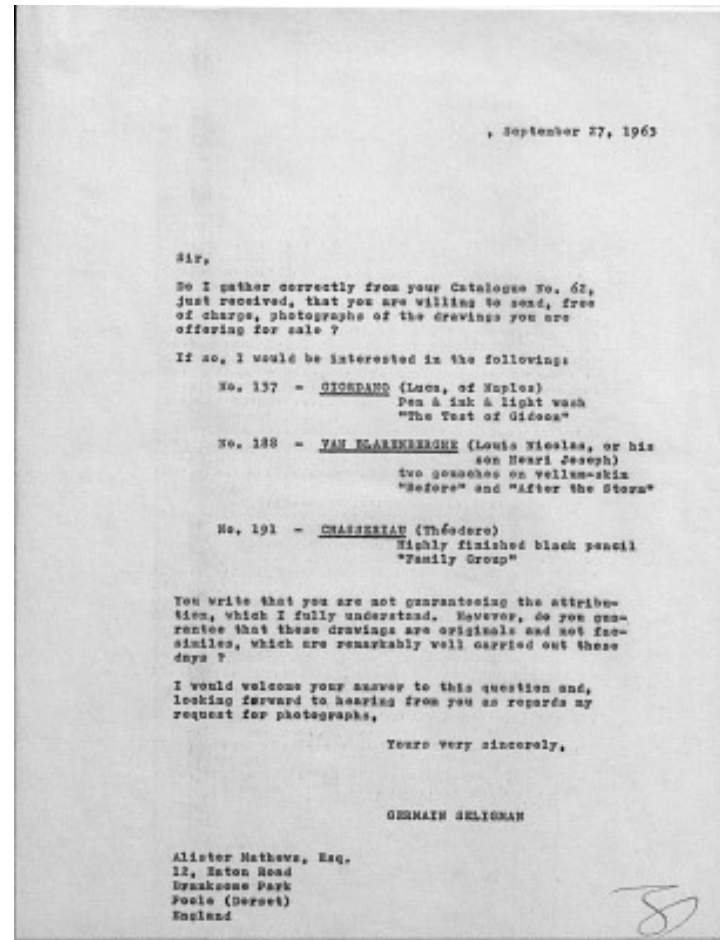 , September 27, 1963
Sir,
Do I gather correctly from your Catalogue No. 62,
just received, that you are willing to send, free
of charge, photographs of the drawings you are
offering for sale ?
If so, I would be interested in the following:
No. 137 - GIORDANO (Luca, of Naples)
Pen & ink & light wash
"The Test of Gideon"
No. 188 - VAN BLARENBERGHE (Louis Nicolas, or his
son Henri Joseph)
two gouaches on vellum-skin
"Before" and "After the Storm"
No. 191 - CHASSERIAU (Théodore)
Highly finished black pencil
"Family Group"
You write that you are not guaranteeing the attribu-
tion, which I fully understand. However, do you gua-
rantee that these drawings are originals and not fac-
similes, which are remarkably well carried out these
days ?
I would welcome your answer to this question and,
looking forward to hearing from you as regards my
request for photographs,
Yours very sincerely,
GERMAIN SELIGMAN
Alister Mathews, Esq.
12, Eaton Road
Branksome Park
Poole (Dorset)
England